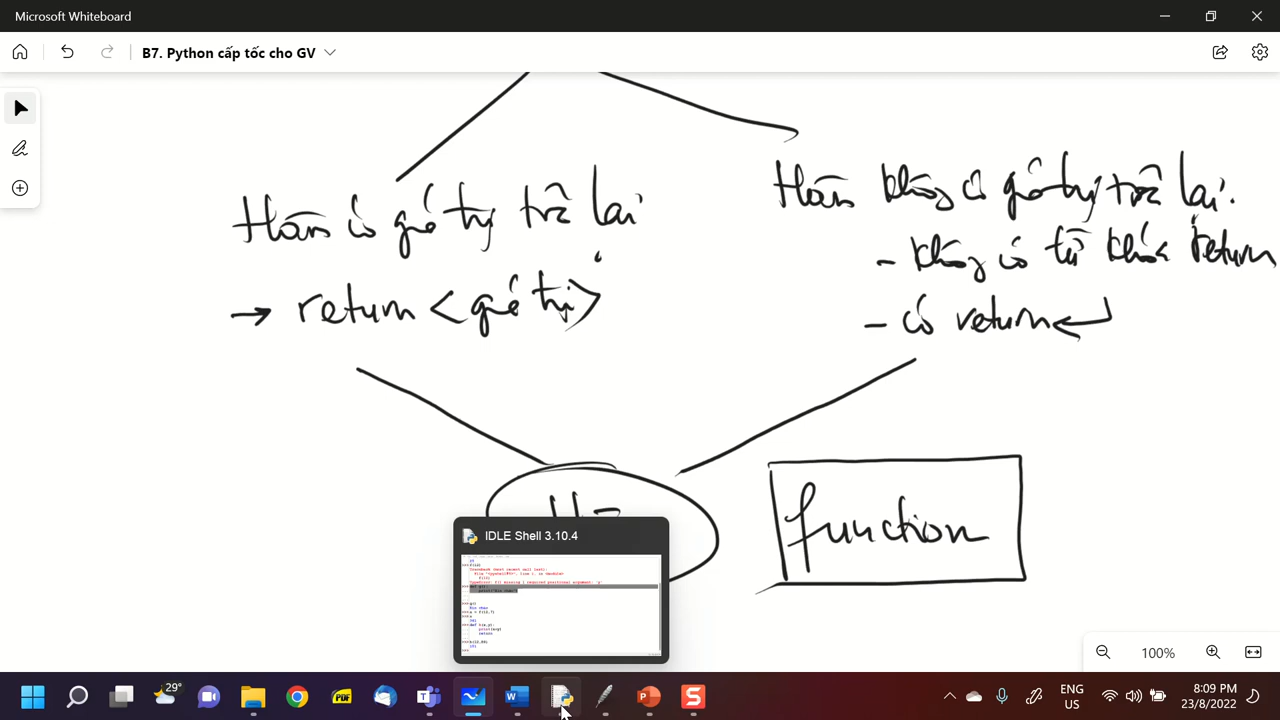 Microsoft Whiteboard
B7. Python cấp tốc cho GV
Hàm có giá trị trả lại
→ return <giá trị>
Hàm không có giá trị trả lại.
- không có từ khóa return
- có return↵
function
IDLE Shell 3.10.4
100%
29°
ENG
US
8:09 PM
23/8/2022